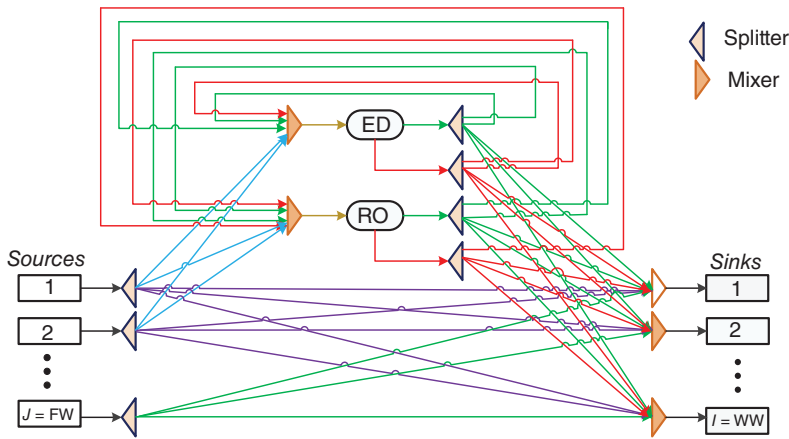 Splitter
Mixer
ED
RO
Sources
Sinks
1
1
2
2
J = FW
I = WW